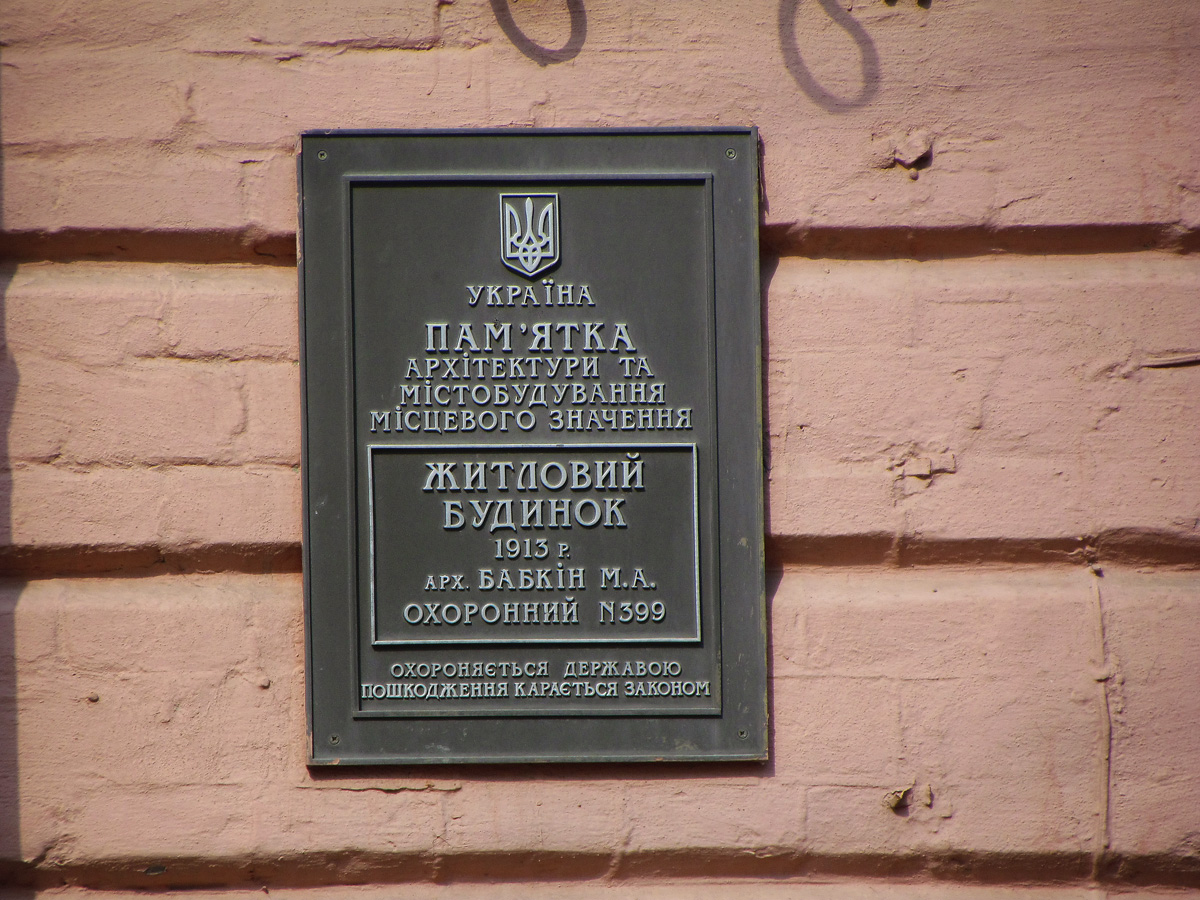 УКРАЇНА
ПАМ'ЯТКА
АРХІТЕКТУРИ ТА
МІСТОБУДУВАННЯ
МІСЦЕВОГО ЗНАЧЕННЯ
ЖИТЛОВИЙ
БУДИНОК
1913 Р.
АРХ. БАБКІН М.А.
ОХОРОННИЙ N399
ОХОРОНЯЄТЬСЯ ДЕРЖАВОЮ
ПОШКОДЖЕННЯ КАРАЄТЬСЯ ЗАКОНОМ